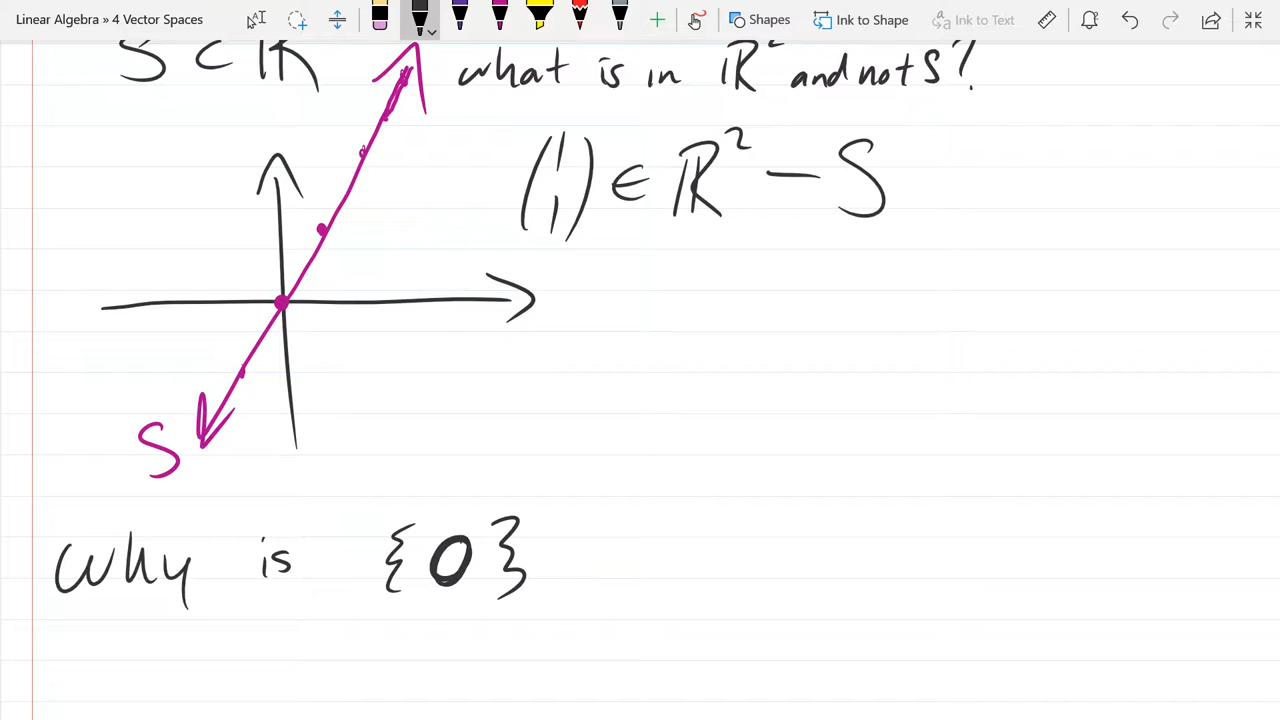 Linear Algebra » 4 Vector Spaces
Shapes
Ink to Shape
Ink to Text
S ⊂ ℝ what is in ℝ² and not S?
(1 1) ∈ ℝ² − S
S
Why is {0}